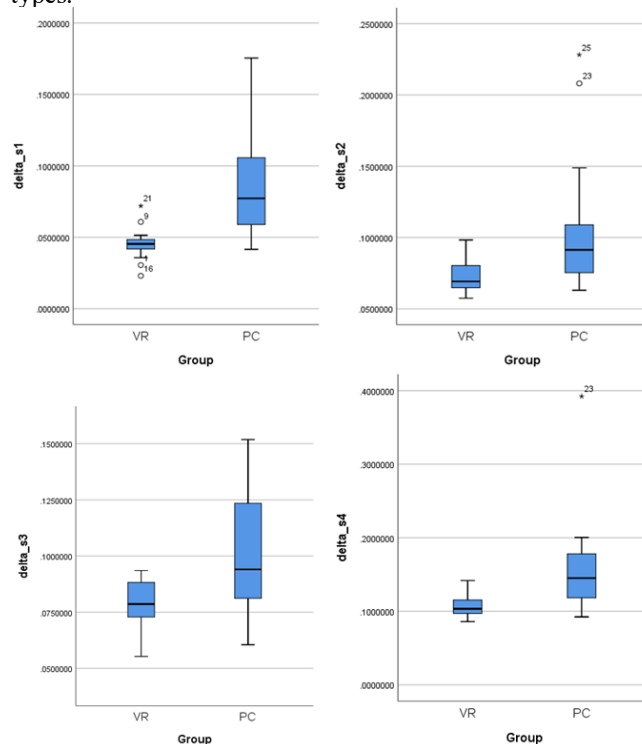 types.
.2000000
.1500000
.1000000
.0500000
.0000000
delta_s1
21
9
1
16
VR PC
Group
.2500000
.2000000
.1500000
.1000000
.0500000
delta_s2
25
23
VR PC
Group
.1500000
.1250000
.1000000
.0750000
.0500000
delta_s3
VR PC
Group
.4000000
.3000000
.2000000
.1000000
.0000000
delta_s4
23
VR PC
Group